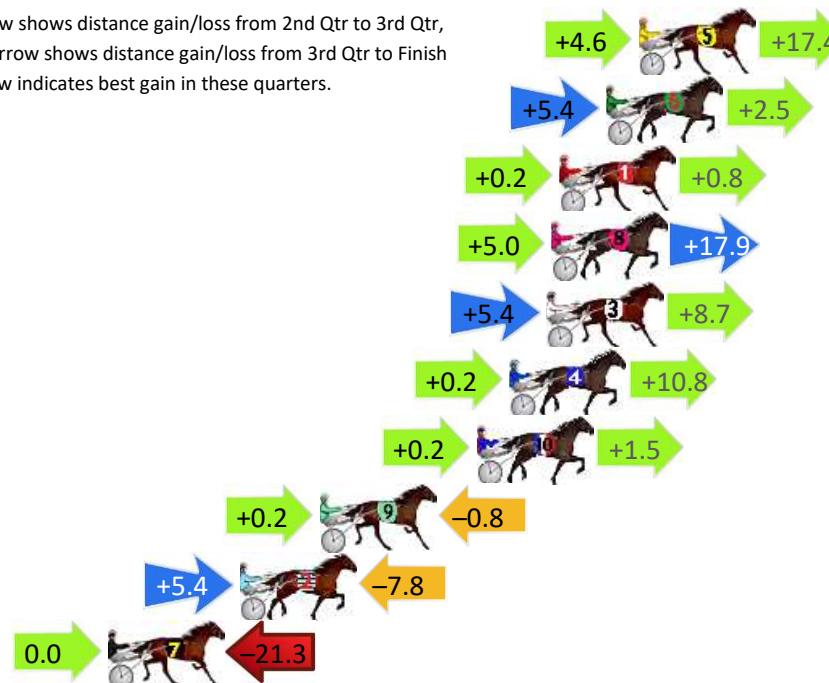 w shows distance gain/loss from 2nd Qtr to 3rd Qtr,
rrow shows distance gain/loss from 3rd Qtr to Finish
w indicates best gain in these quarters.
+4.6 5 +17.4
+5.4 +2.5
+0.2 1 +0.8
+5.0 8 +17.9
+5.4 3 +8.7
+0.2 4 +10.8
+0.2 10 +1.5
+0.2 9 –0.8
+5.4 2 –7.8
0.0 7 –21.3